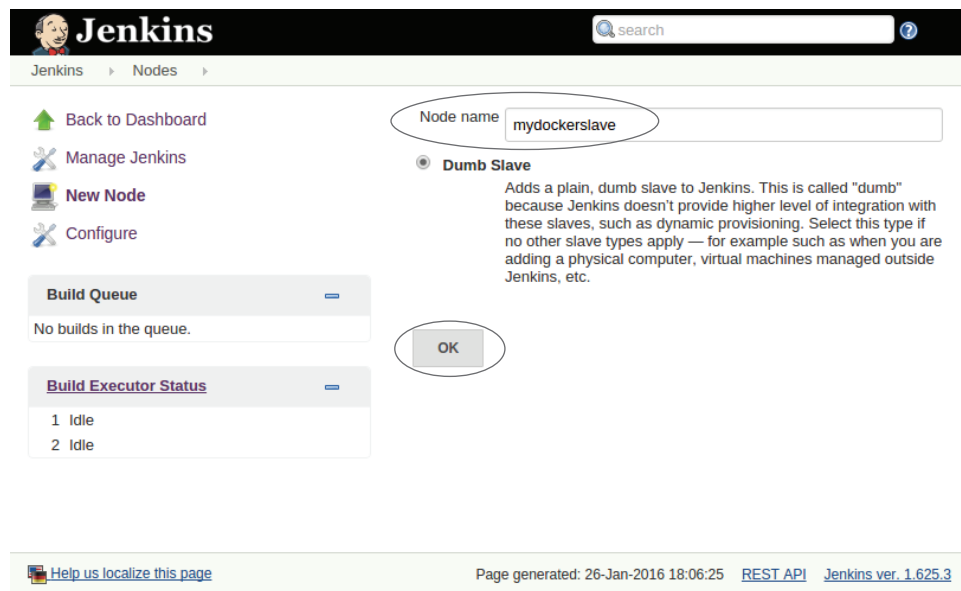 Jenkins
search
Jenkins
Nodes
Back to Dashboard
Manage Jenkins
New Node
Configure
Build Queue
No builds in the queue.
Build Executor Status
1 Idle
2 Idle
Node name mydockerslave
Dumb Slave
Adds a plain, dumb slave to Jenkins. This is called "dumb"
because Jenkins doesn't provide higher level of integration with
these slaves, such as dynamic provisioning. Select this type if
no other slave types apply — for example such as when you are
adding a physical computer, virtual machines managed outside
Jenkins, etc.
OK
Help us localize this page
Page generated: 26-Jan-2016 18:06:25 REST API Jenkins ver. 1.625.3